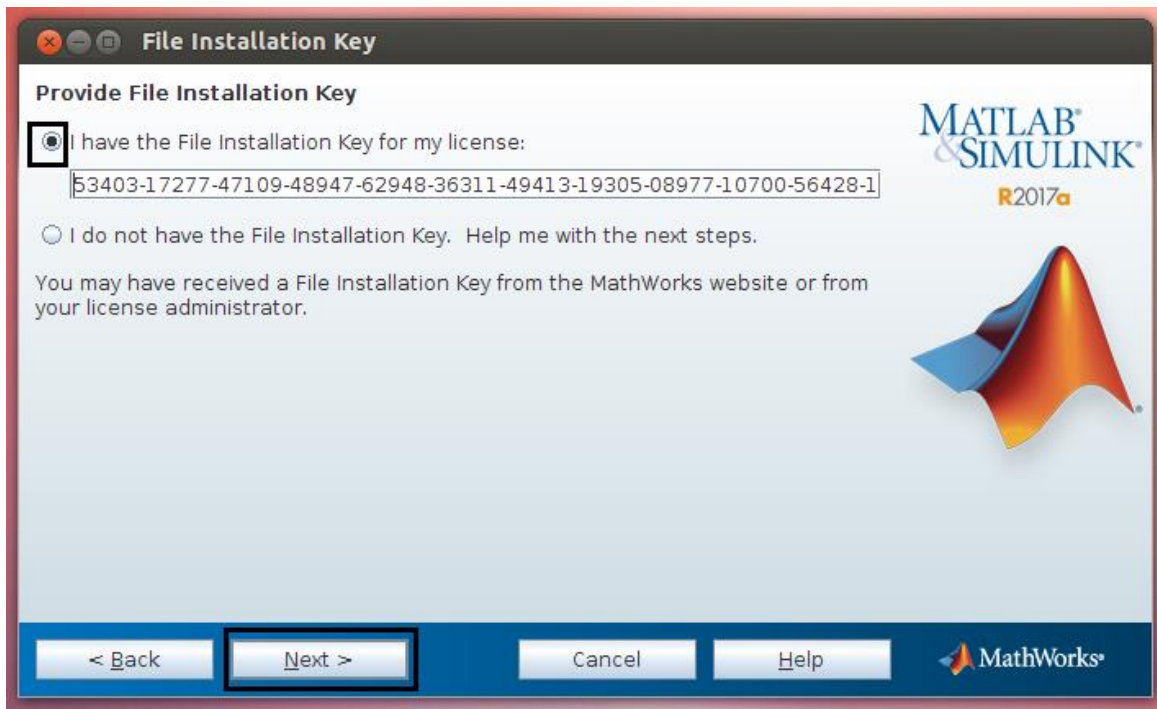 File Installation Key
Provide File Installation Key
I have the File Installation Key for my license:
53403-17277-47109-48947-62948-36311-49413-19305-08977-10700-56428-1
I do not have the File Installation Key. Help me with the next steps.
You may have received a File Installation Key from the MathWorks website or from
your license administrator.
MATLAB®
&SIMULINK®
R2017a
< Back
Next >
Cancel
Help
MathWorks®